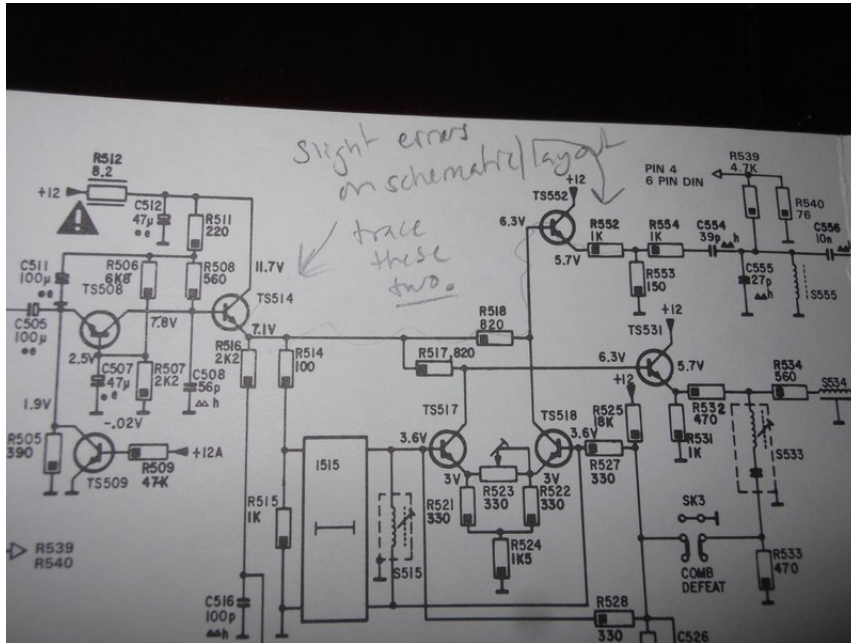 Slight errors
on schematic/layout
trace
these
two.
R512
8.2
+12
C512
47µ
e
R511
220
11.7V
C511
100µ
e
R506
6K8
R508
560
TS508
TS514
7.8V
7.1V
C505
100µ
e
2.5V
C507
47µ
e
R507
2K2
C508
56p
h
R516
2K2
R514
100
1.9V
-.02V
R505
390
TS509
R509
47K
+12A
R515
1K
1515
S515
R539
R540
C516
100p
h
TS552
+12
6.3V
5.7V
R552
1K
R554
1K
R553
150
C554
39p
h
PIN 4
6 PIN DIN
R539
4.7K
R540
76
C556
10n
C555
27p
h
S555
R518
820
R517 820
TS531
+12
6.3V
5.7V
+12
TS517
TS518
3.6V
3.6V
3V
3V
R525
18K
R527
330
R521
330
R523
330
R522
330
R524
1K5
R532
470
R531
1K
R534
560
S534
S533
SK3
COMB
DEFEAT
R533
470
R528
330
C526